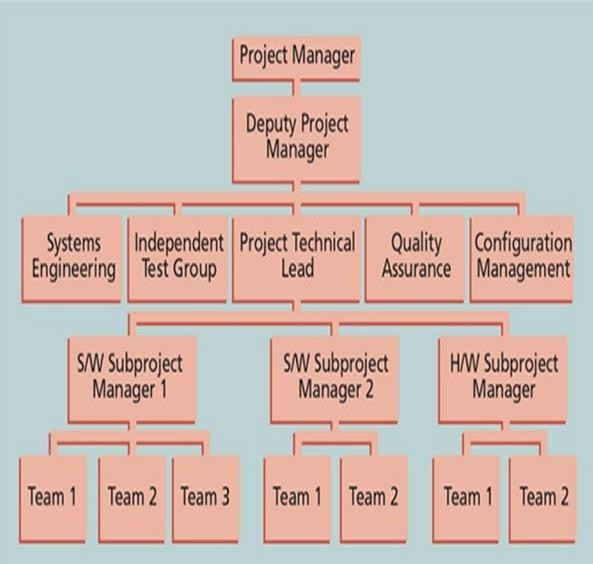 Project Manager
Deputy Project
Manager
Systems
Engineering
Independent
Test Group
Project Technical
Lead
Quality
Assurance
Configuration
Management
S/W Subproject
Manager 1
S/W Subproject
Manager 2
H/W Subproject
Manager
Team 1
Team 2
Team 3
Team 1
Team 2
Team 1
Team 2